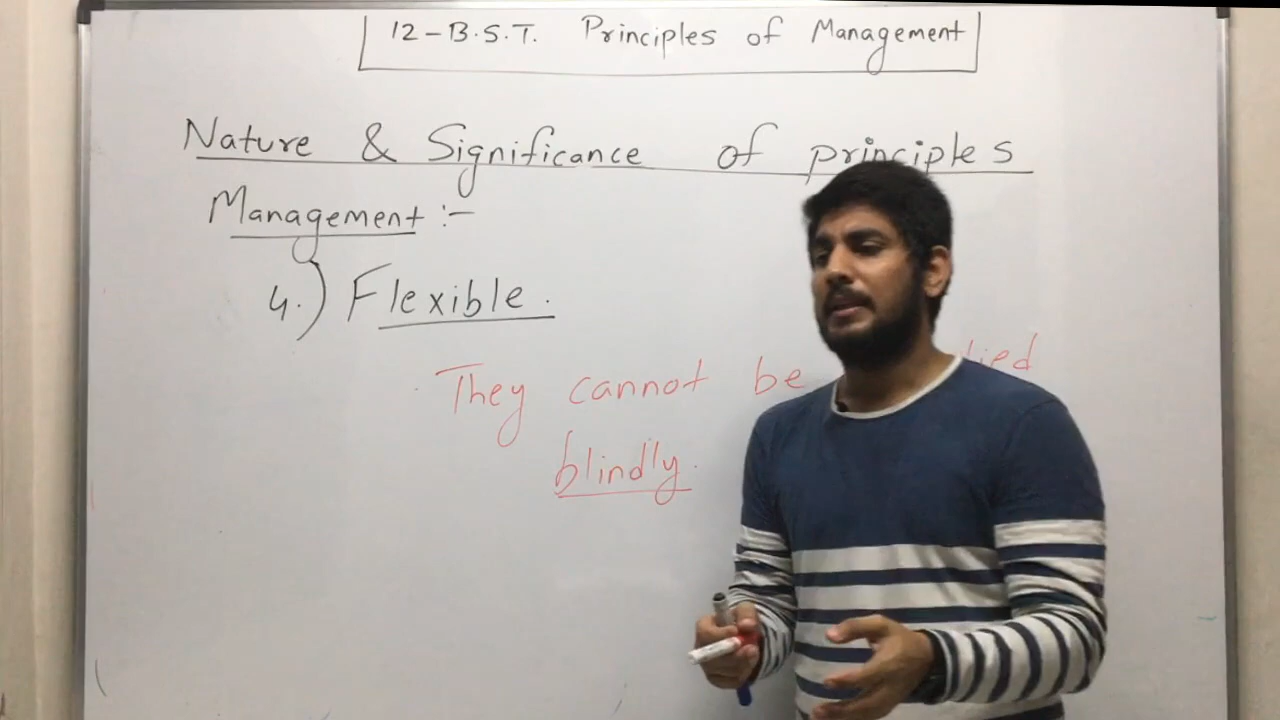 12-B.S.T. Principles of Management
Nature & Significance of principles
Management :-
4.) Flexible.
They cannot be
blindly.